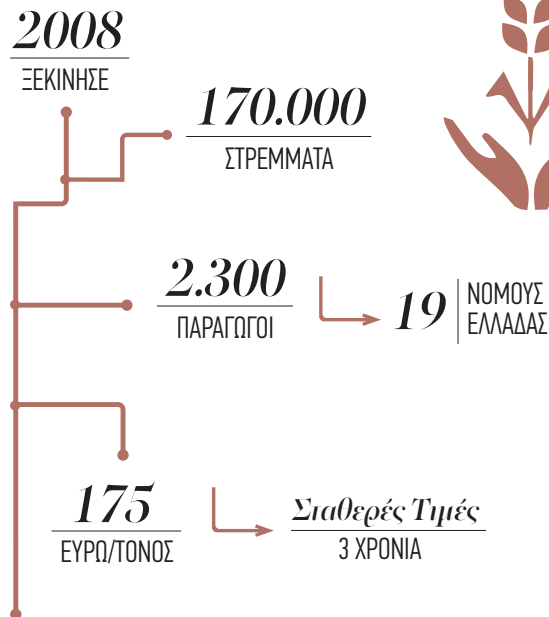 2008
ΞΕΚΙΝΗΣΕ
170.000
ΣΤΡΕΜΜΑΤΑ
2.300
ΠΑΡΑΓΩΓΟΙ
19
ΝΟΜΟΥΣ
ΕΛΛΑΔΑΣ
175
ΕΥΡΩ/ΤΟΝΟΣ
Σταθερές Τιμές
3 ΧΡΟΝΙΑ